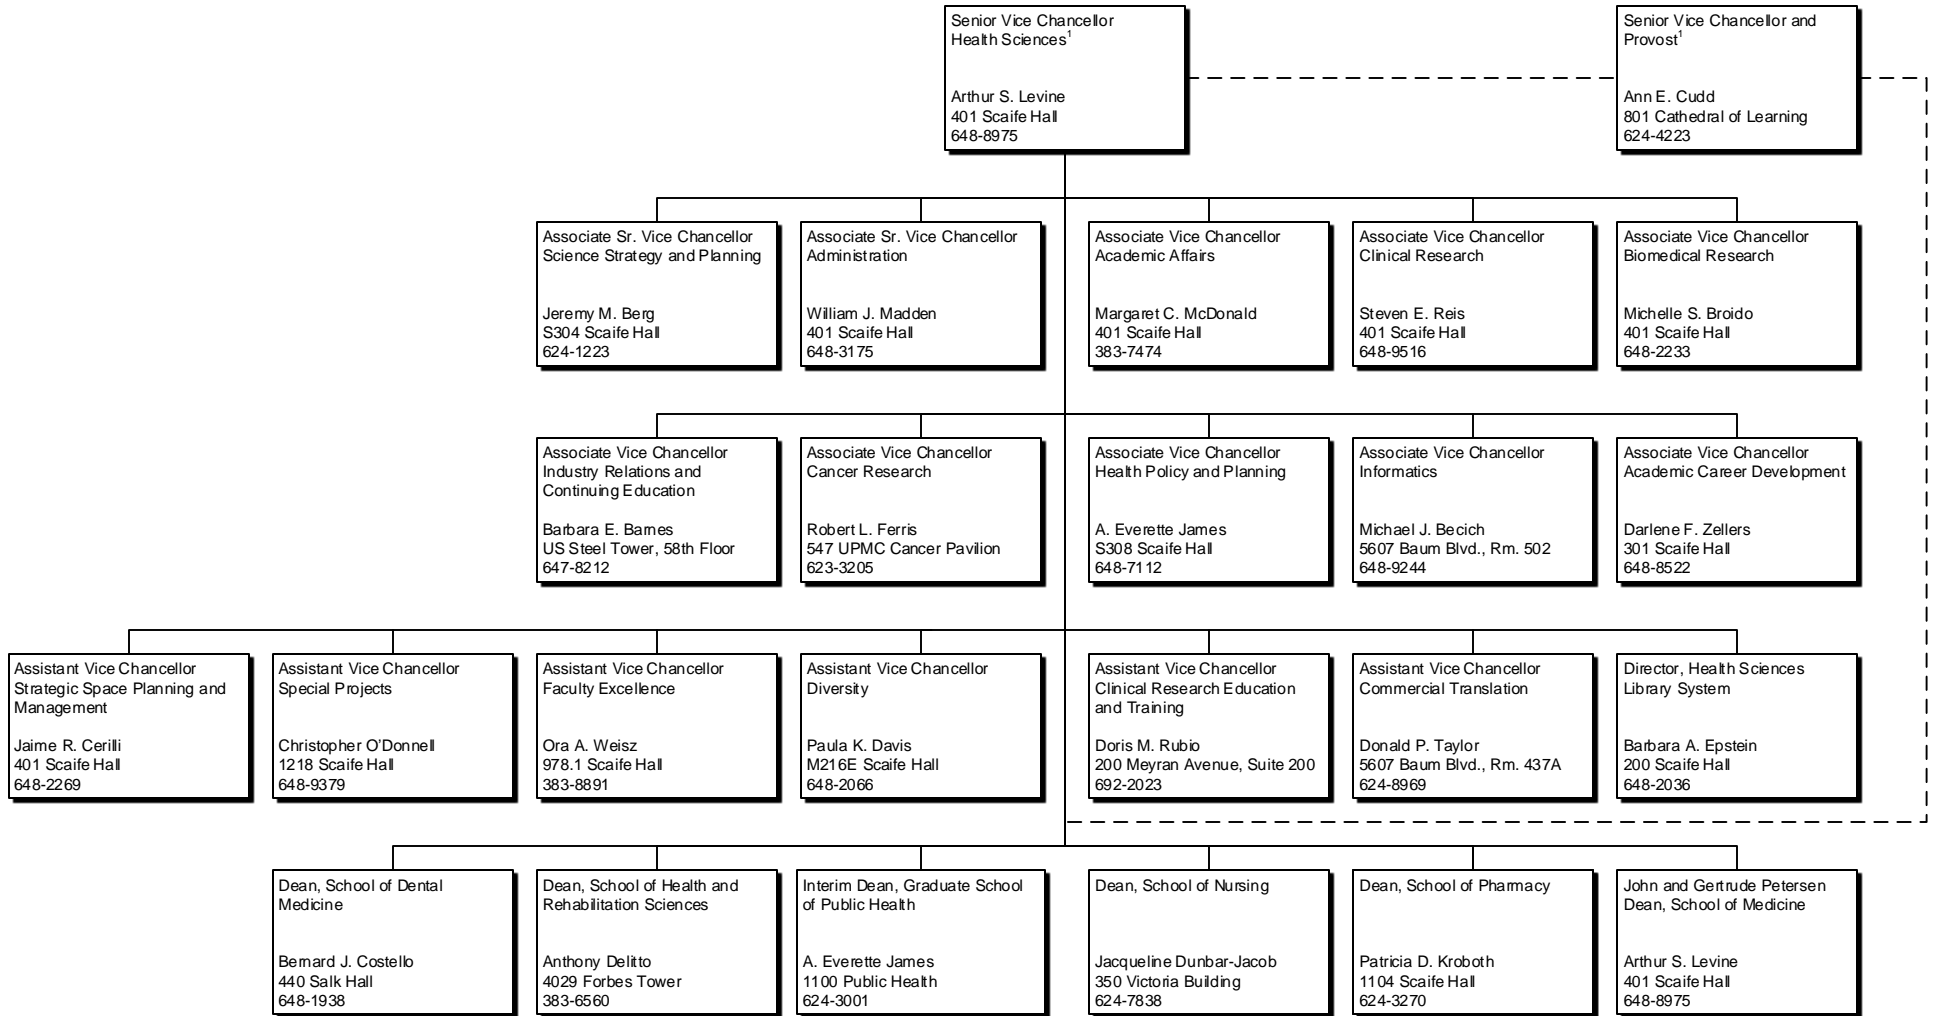 Senior Vice Chancellor
Health Sciences¹
Arthur S. Levine
401 Scaife Hall
648-8975
Senior Vice Chancellor and
Provost¹
Ann E. Cudd
801 Cathedral of Learning
624-4223
Associate Sr. Vice Chancellor
Science Strategy and Planning
Jeremy M. Berg
S304 Scaife Hall
624-1223
Associate Sr. Vice Chancellor
Administration
William J. Madden
401 Scaife Hall
648-3175
Associate Vice Chancellor
Academic Affairs
Margaret C. McDonald
401 Scaife Hall
383-7474
Associate Vice Chancellor
Clinical Research
Steven E. Reis
401 Scaife Hall
648-9516
Associate Vice Chancellor
Biomedical Research
Michelle S. Broido
401 Scaife Hall
648-2233
Associate Vice Chancellor
Industry Relations and
Continuing Education
Barbara E. Barnes
US Steel Tower, 58th Floor
647-8212
Associate Vice Chancellor
Cancer Research
Robert L. Ferris
547 UPMC Cancer Pavilion
623-3205
Associate Vice Chancellor
Health Policy and Planning
A. Everette James
S308 Scaife Hall
648-7112
Associate Vice Chancellor
Informatics
Michael J. Becich
5607 Baum Blvd., Rm. 502
648-9244
Associate Vice Chancellor
Academic Career Development
Darlene F. Zellers
301 Scaife Hall
648-8522
Assistant Vice Chancellor
Strategic Space Planning and
Management
Jaime R. Cerilli
401 Scaife Hall
648-2269
Assistant Vice Chancellor
Special Projects
Christopher O’Donnell
1218 Scaife Hall
648-9379
Assistant Vice Chancellor
Faculty Excellence
Ora A. Weisz
978.1 Scaife Hall
383-8891
Assistant Vice Chancellor
Diversity
Paula K. Davis
M216E Scaife Hall
648-2066
Assistant Vice Chancellor
Clinical Research Education
and Training
Doris M. Rubio
200 Meyran Avenue, Suite 200
692-2023
Assistant Vice Chancellor
Commercial Translation
Donald P. Taylor
5607 Baum Blvd., Rm. 437A
624-8969
Director, Health Sciences
Library System
Barbara A. Epstein
200 Scaife Hall
648-2036
Dean, School of Dental
Medicine
Bernard J. Costello
440 Salk Hall
648-1938
Dean, School of Health and
Rehabilitation Sciences
Anthony Delitto
4029 Forbes Tower
383-6560
Interim Dean, Graduate School
of Public Health
A. Everette James
1100 Public Health
624-3001
Dean, School of Nursing
Jacqueline Dunbar-Jacob
350 Victoria Building
624-7838
Dean, School of Pharmacy
Patricia D. Kroboth
1104 Scaife Hall
624-3270
John and Gertrude Petersen
Dean, School of Medicine
Arthur S. Levine
401 Scaife Hall
648-8975